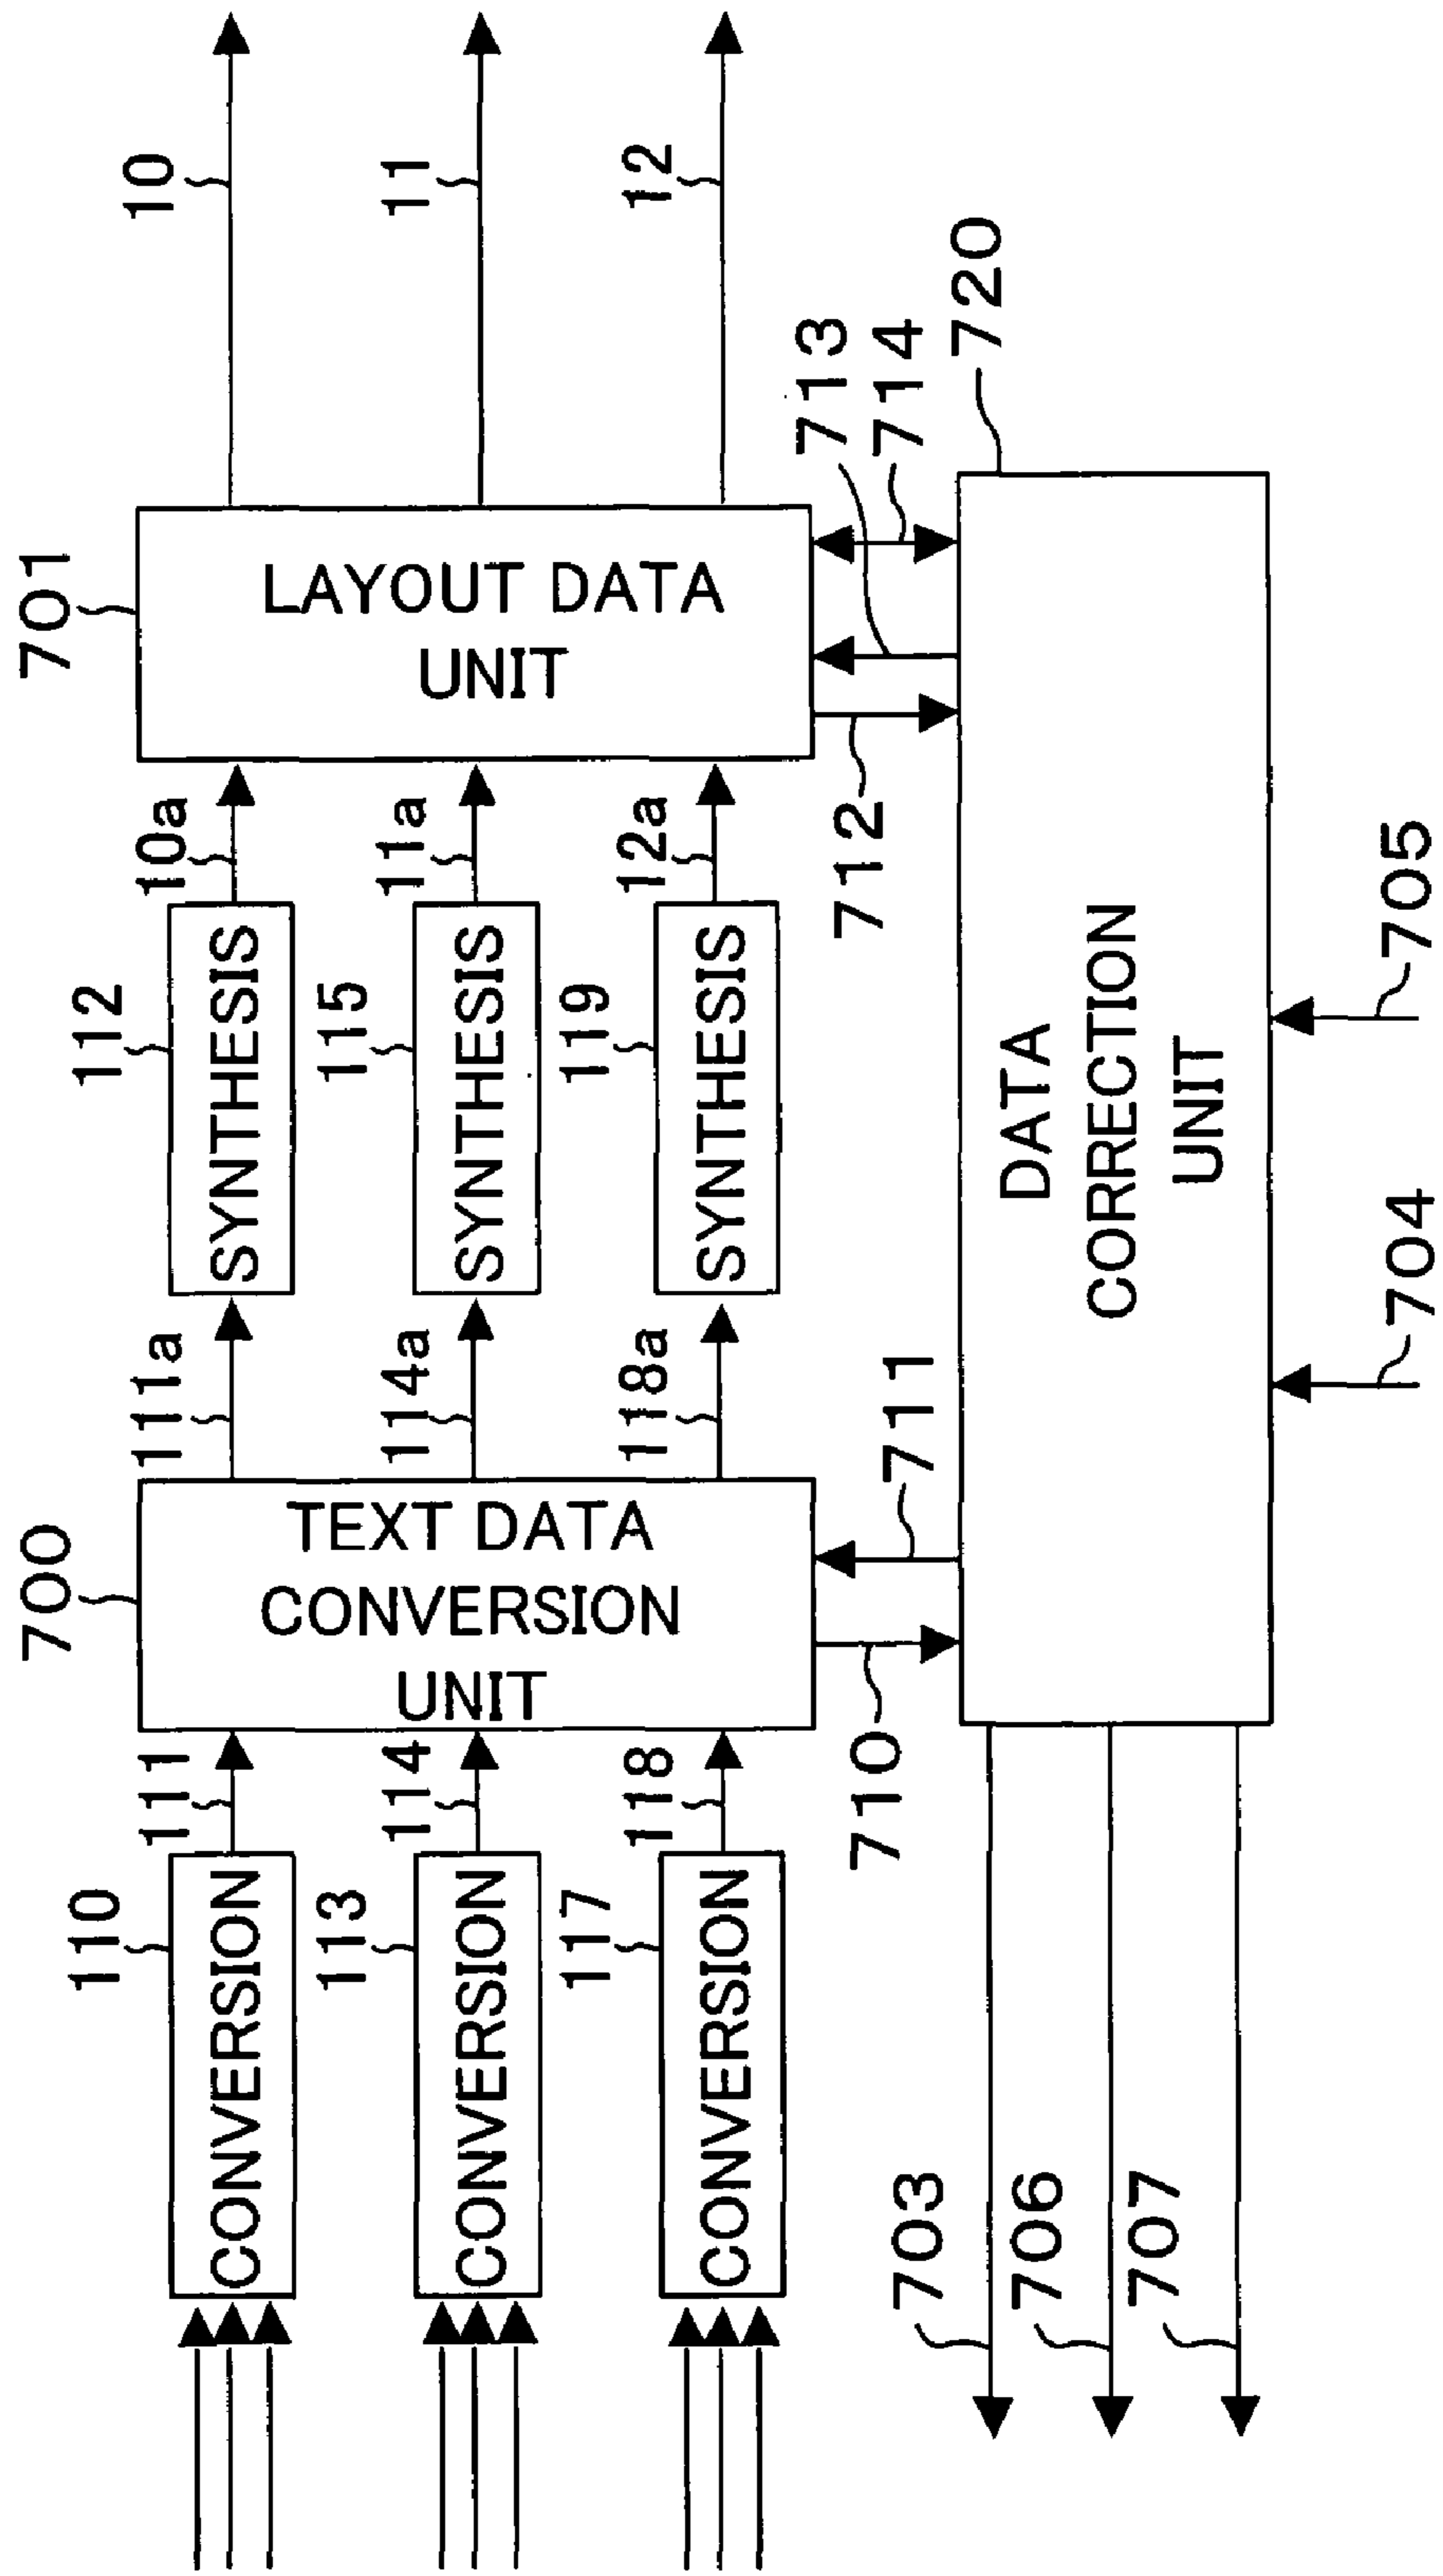 701
10
11
12
LAYOUT DATA
UNIT
713
714
720
712
10a
11a
12a
112
SYNTHESIS
115
SYNTHESIS
119
SYNTHESIS
111a
114a
118a
700
TEXT DATA
CONVERSION
UNIT
711
710
111
114
118
110
CONVERSION
113
CONVERSION
117
CONVERSION
DATA
CORRECTION
UNIT
705
704
703
706
707